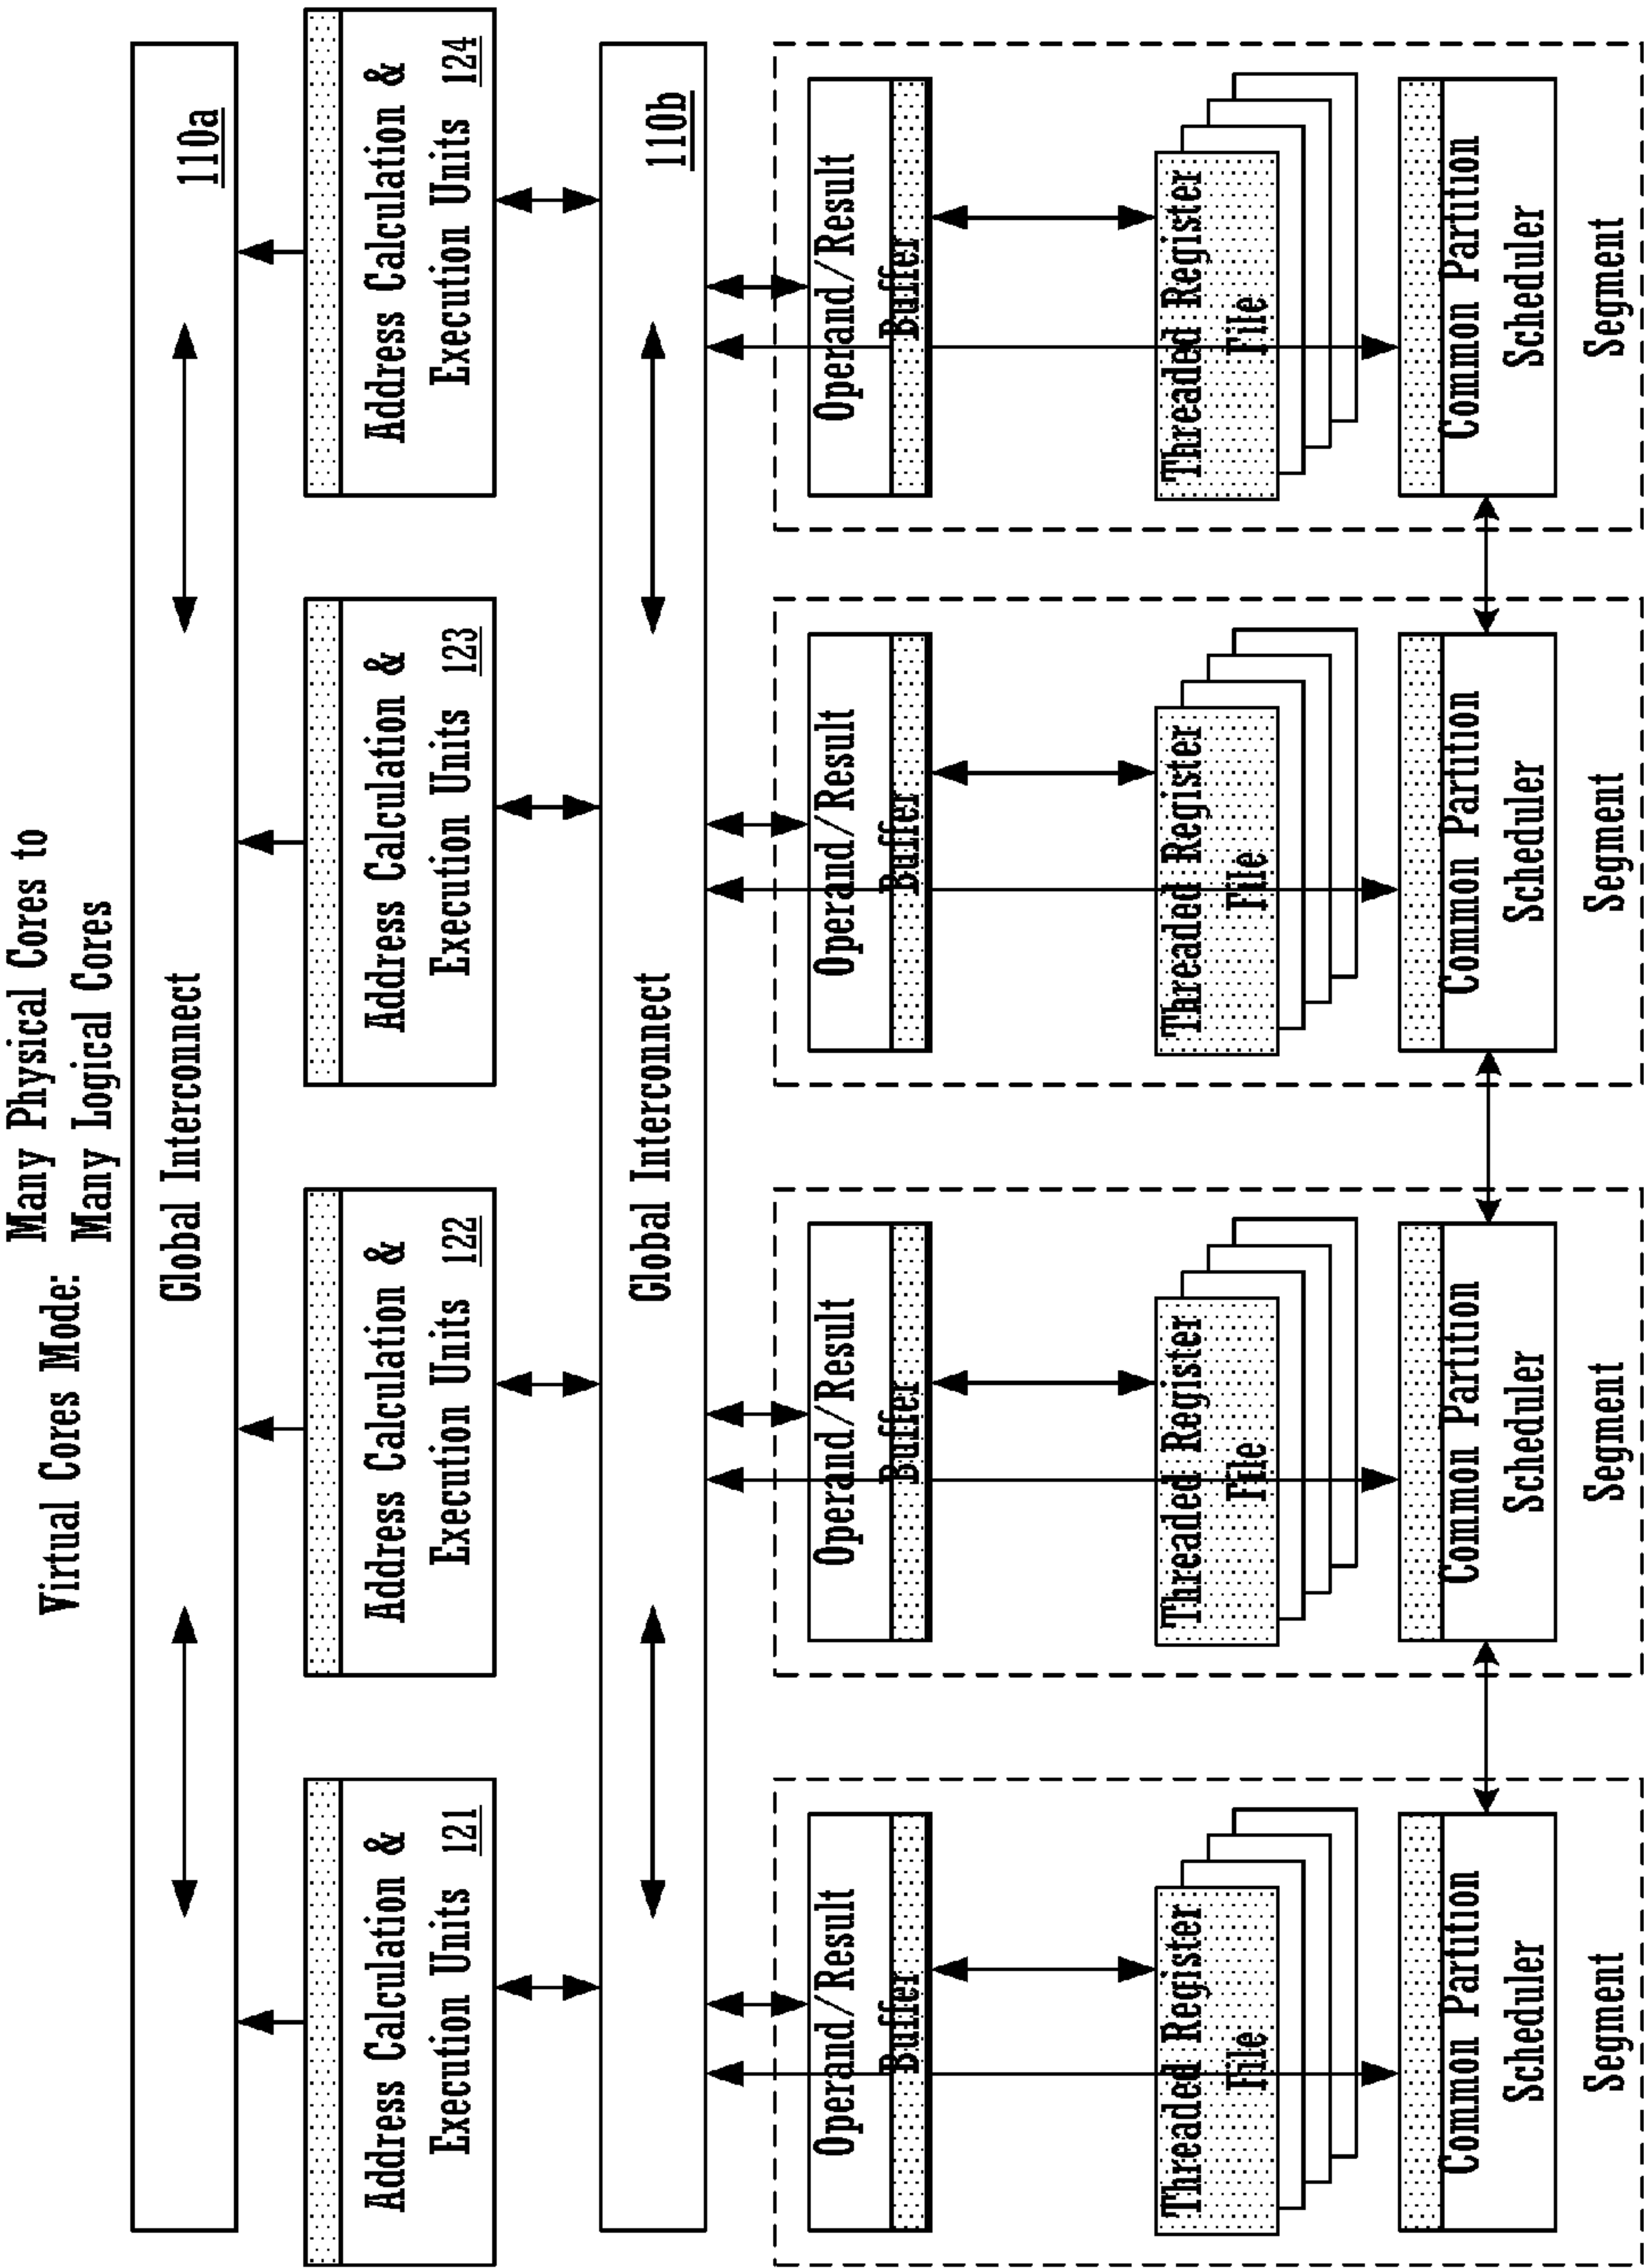 Virtual Cores Mode:
Many Physical Cores to
Many Logical Cores
Global Interconnect
110a
Address Calculation &
Execution Units 121
Address Calculation &
Execution Units 122
Address Calculation &
Execution Units 123
Address Calculation &
Execution Units 124
Global Interconnect
110b
Operand/Result
Buffer
Operand/Result
Buffer
Operand/Result
Buffer
Operand/Result
Buffer
Threaded Register
File
Threaded Register
File
Threaded Register
File
Threaded Register
File
Common Partition
Scheduler
Common Partition
Scheduler
Common Partition
Scheduler
Common Partition
Scheduler
Segment
Segment
Segment
Segment